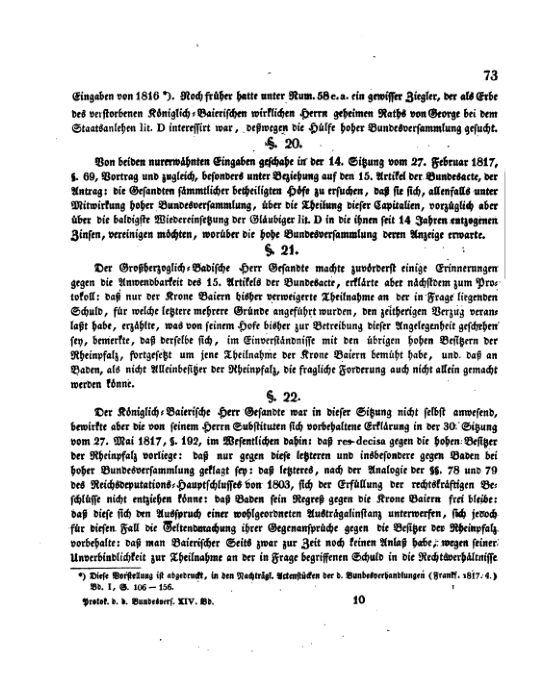 73
Eingaben von 1816 *). Noch früher hatte unter Num. 58 c. a. ein gewisser Ziegler, der als Erbe
des verstorbenen Königlich-Baierischen wirklichen Herrn geheimen Raths von George bei dem
Staatsanlehen lit. D interessirt war, deßwegen die Hülfe hoher Bundesversammlung gesucht.
§. 20.
Von beiden nurerwähnten Eingaben geschahe in der 14. Sitzung vom 27. Februar 1817,
§. 69, Vortrag und zugleich, besonders unter Beziehung auf den 15. Artikel der Bundesacte, der
Antrag: die Gesandten sämmtlicher betheiligten Höfe zu ersuchen, daß sie sich, allenfalls unter
Mitwirkung hoher Bundesversammlung, über die Theilung dieser Capitalien, vorzüglich aber
über die baldigste Wiedereinsetzung der Gläubiger lit. D in die ihnen seit 14 Jahren entzogenen
Zinsen, vereinigen möchten, worüber die hohe Bundesversammlung deren Anzeige erwarte.
§. 21.
Der Großherzoglich-Badische Herr Gesandte machte zuvörderst einige Erinnerungen
gegen die Anwendbarkeit des 15. Artikels der Bundesacte, erklärte aber nächstdem zum Pro-
tokoll: daß nur der Krone Baiern bisher verweigerte Theilnahme an der in Frage liegenden
Schuld, für welche letztere mehrere Gründe angeführt wurden, den zeitherigen Verzug veran-
laßt habe, erzählte, was von seinem Hofe bisher zur Betreibung dieser Angelegenheit geschehen
sey, bemerkte, daß derselbe sich, im Einverständnisse mit den übrigen hohen Besitzern der
Rheinpfalz, fortgesetzt um jene Theilnahme der Krone Baiern bemüht habe, und daß an
Baden, als nicht Alleinbesitzer der Rheinpfalz, die fragliche Forderung auch nicht allein gemacht
werden könne.
§. 22.
Der Königlich-Baierische Herr Gesandte war in dieser Sitzung nicht selbst anwesend,
bewirkte aber die von seinem Herrn Substituten sich vorbehaltene Erklärung in der 30. Sitzung
vom 27. Mai 1817, §. 192, im Wesentlichen dahin: daß res decisa gegen die hohen Besitzer
der Rheinpfalz vorliege: daß nur gegen diese letzteren und insbesondere gegen Baden bei
hoher Bundesversammlung geklagt sey: daß letzteres, nach der Analogie der §§. 78 und 79
des Reichsdeputations-Hauptschlusses von 1803, sich der Erfüllung der rechtskräftigen Be-
schlüsse nicht entziehen könne: daß Baden sein Regreß gegen die Krone Baiern frei bleibe:
daß diese sich den Ausspruch einer wohlgeordneten Austrägalinstanz unterwerfen, sich jedoch
für diesen Fall die Geltendmachung ihrer Gegenansprüche gegen die Besitzer der Rheinpfalz
vorbehalte: daß man Baierischer Seits zwar zur Zeit noch keinen Anlaß habe, wegen seiner
Unverbindlichkeit zur Theilnahme an der in Frage begriffenen Schuld in die Rechtsverhältnisse
*) Diese Vorstellung ist abgedruckt, in den Nachträgl. Actenstücken der d. Bundesverhandlungen (Frankf. 1817. 4.)
Bd. I, S. 106 — 156.
Protok. d. d. Bundesvers. XIV. Bd. 10